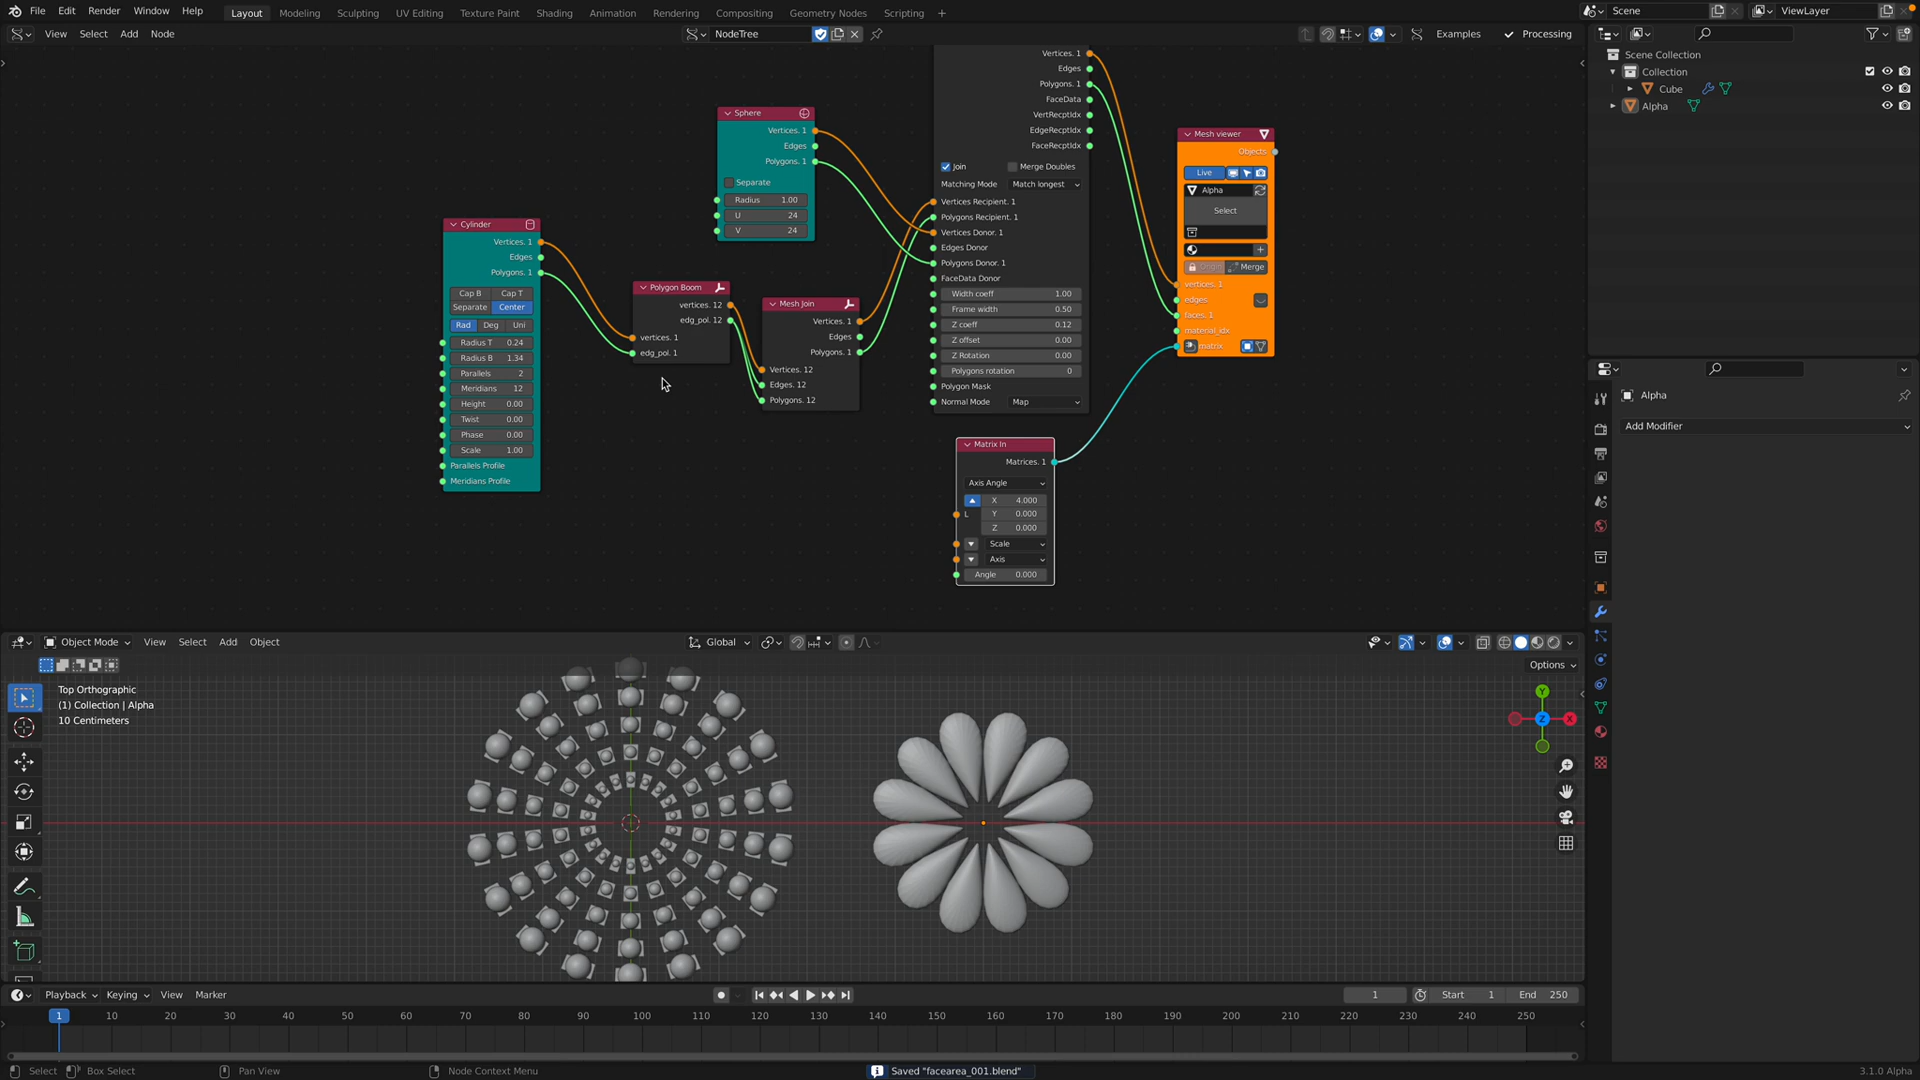 File Edit Render Window Help Layout Modeling Sculpting UV Editing Texture Paint Shading Animation Rendering Compositing Geometry Nodes Scripting + Scene ViewLayer
View Select Add Node NodeTree Examples Processing
Scene Collection
Collection
Cube
Alpha
Sphere
Vertices. 1
Edges
Polygons. 1
Separate
Radius 1.00
U 24
V 24
Cylinder
Vertices. 1
Edges
Polygons. 1
Cap B Cap T
Separate Center
Rad Deg Uni
Radius T 0.24
Radius B 1.34
Parallels 2
Meridians 12
Height 0.00
Twist 0.00
Phase 0.00
Scale 1.00
Parallels Profile
Meridians Profile
Polygon Boom
vertices. 12
edg_pol. 12
vertices. 1
edg_pol. 1
Mesh Join
Vertices. 1
Edges
Polygons. 1
Vertices. 12
Edges. 12
Polygons. 12
Vertices. 1
Edges
Polygons. 1
FaceData
VertRecptIdx
EdgeRecptIdx
FaceRecptIdx
Join Merge Doubles
Matching Mode Match longest
Vertices Recipient. 1
Polygons Recipient. 1
Vertices Donor. 1
Edges Donor
Polygons Donor. 1
FaceData Donor
Width coeff 1.00
Frame width 0.50
Z coeff 0.12
Z offset 0.00
Z Rotation 0.00
Polygons rotation 0
Polygon Mask
Normal Mode Map
Matrix In
Matrices. 1
Axis Angle
X 4.000
L Y 0.000
Z 0.000
Scale
Axis
Angle 0.000
Mesh viewer
Objects
Live
Alpha
Select
Origin Merge
vertices. 1
edges
faces. 1
material_idx
matrix
Alpha
Add Modifier
Object Mode View Select Add Object Global
Options
Top Orthographic
(1) Collection | Alpha
10 Centimeters
Y
Z
X
Playback Keying View Marker 1 Start 1 End 250
1 10 20 30 40 50 60 70 80 90 100 110 120 130 140 150 160 170 180 190 200 210 220 230 240 250
Select Box Select Pan View Node Context Menu Saved "facearea_001.blend" 3.1.0 Alpha